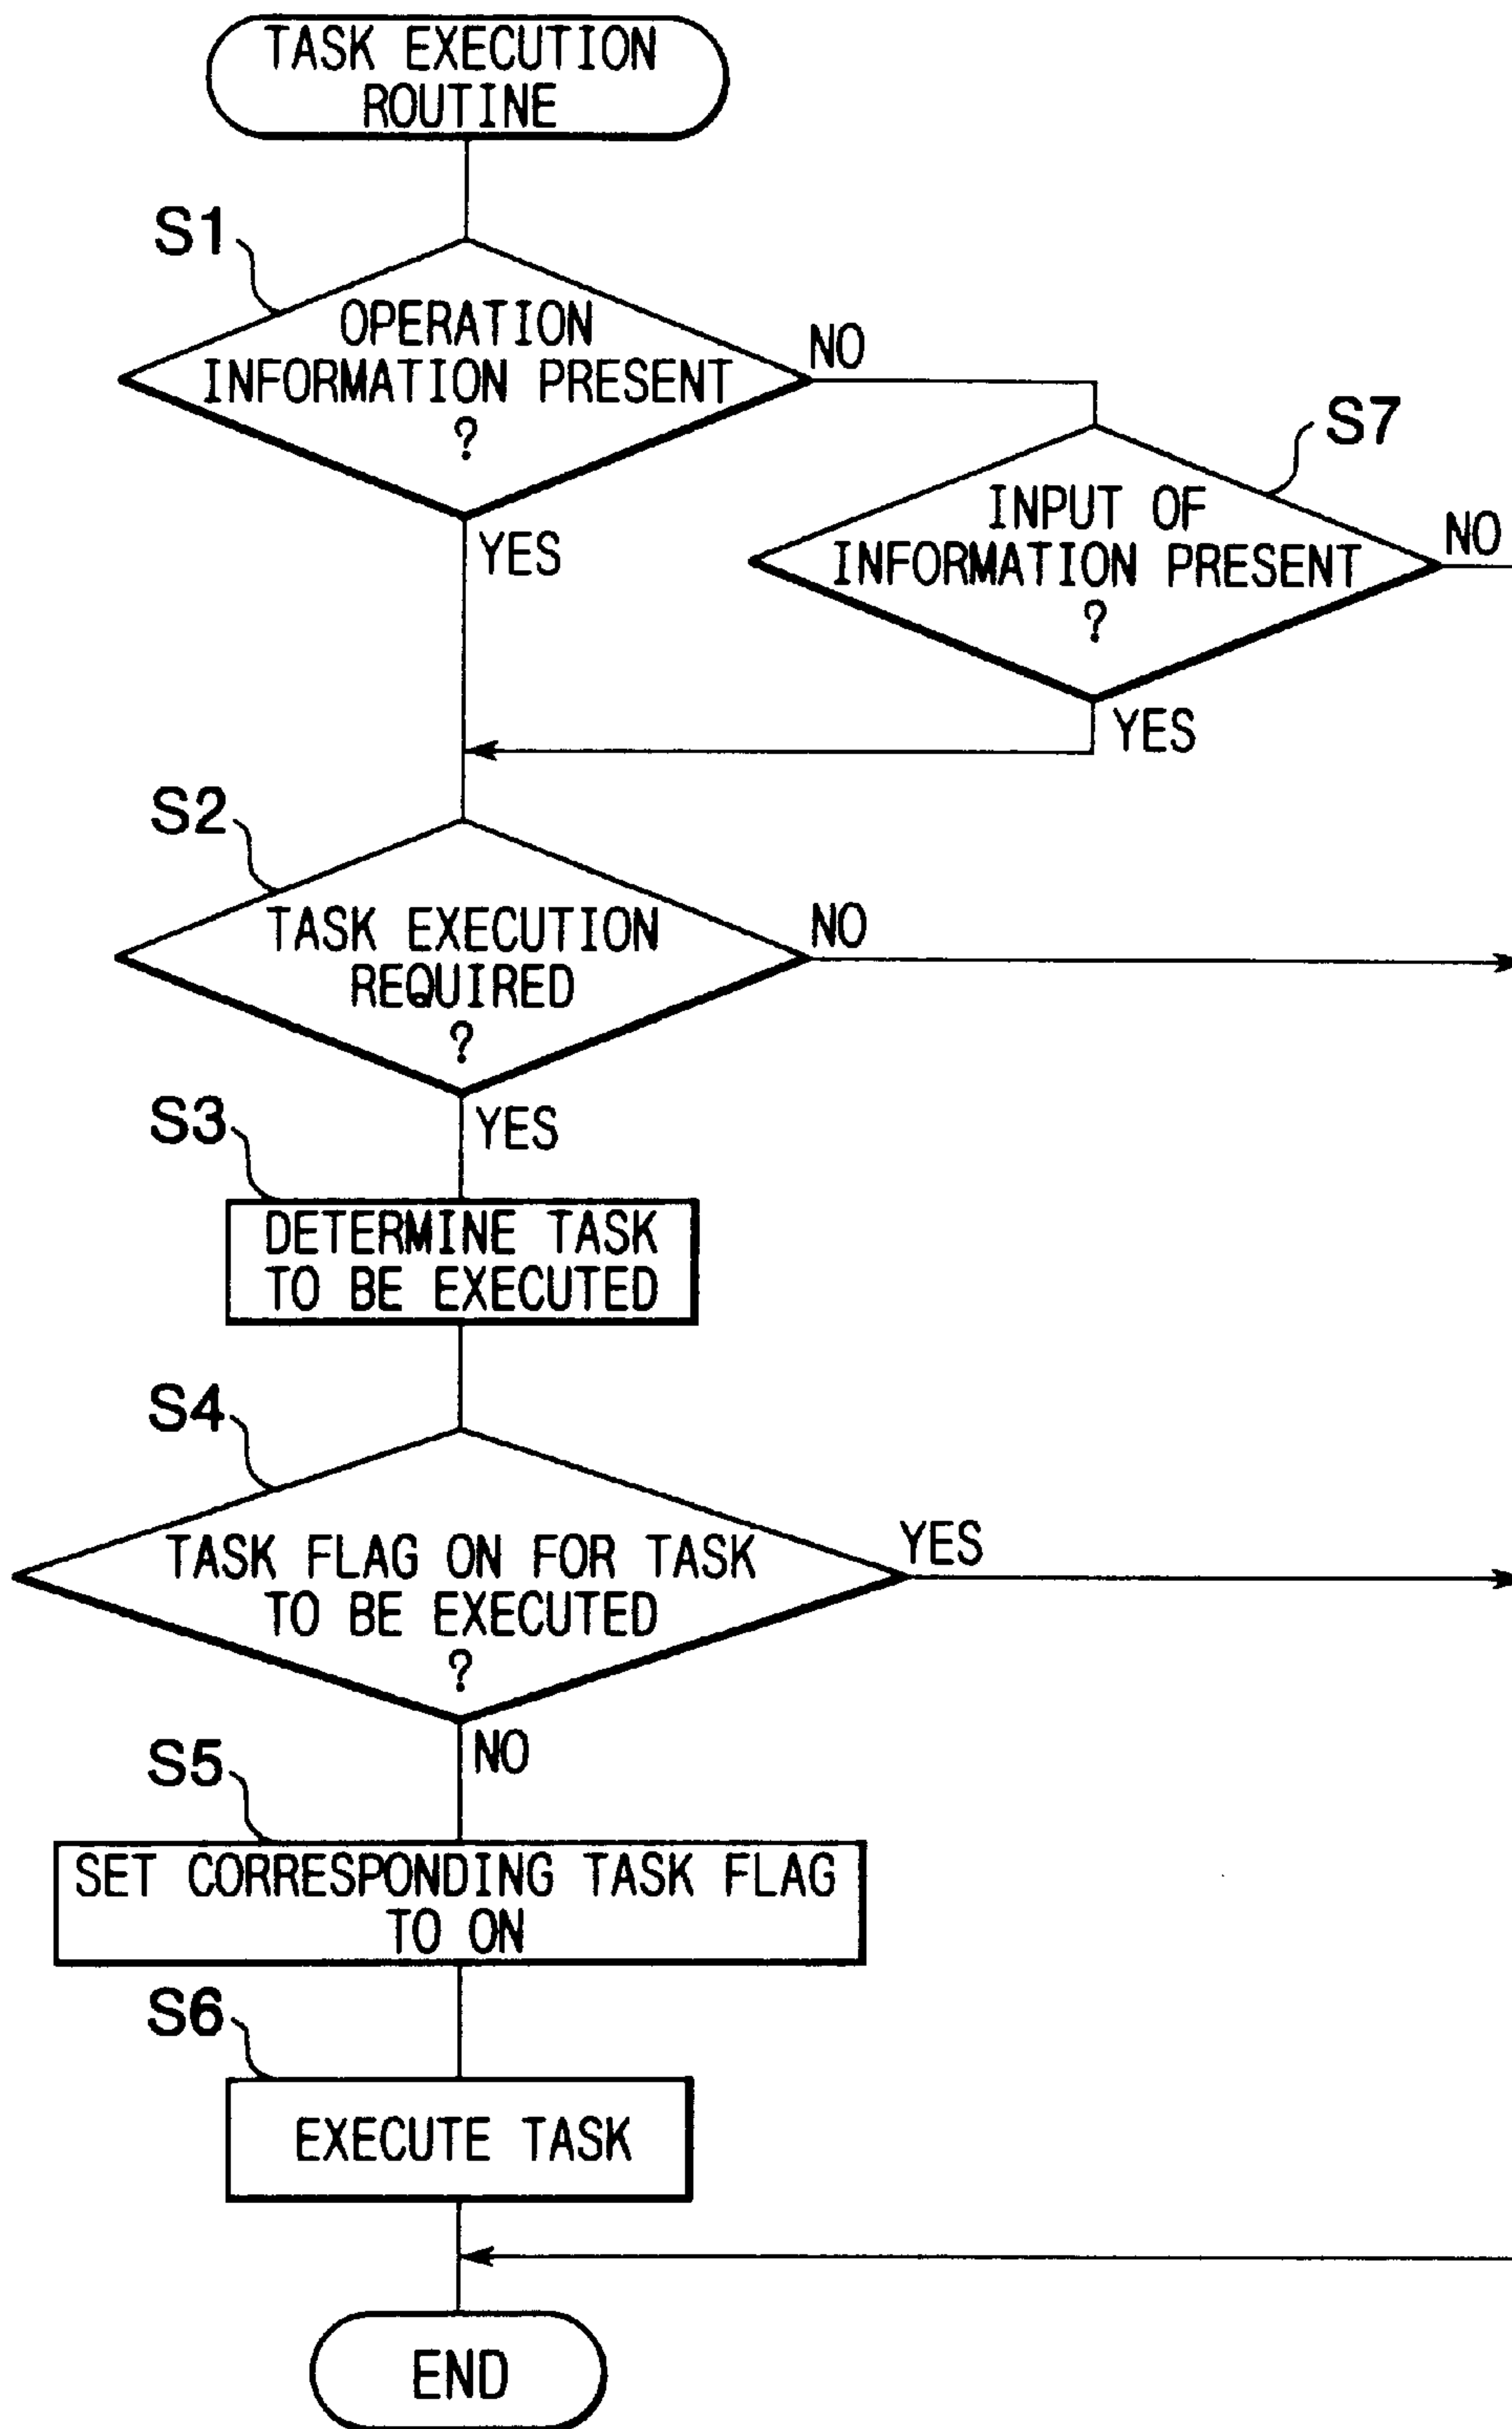 TASK EXECUTION
ROUTINE
S1
OPERATION
INFORMATION PRESENT
?
NO
YES
S7
INPUT OF
INFORMATION PRESENT
?
NO
YES
S2
TASK EXECUTION
REQUIRED
?
NO
YES
S3
DETERMINE TASK
TO BE EXECUTED
S4
TASK FLAG ON FOR TASK
TO BE EXECUTED
?
YES
NO
S5
SET CORRESPONDING TASK FLAG
TO ON
S6
EXECUTE TASK
END